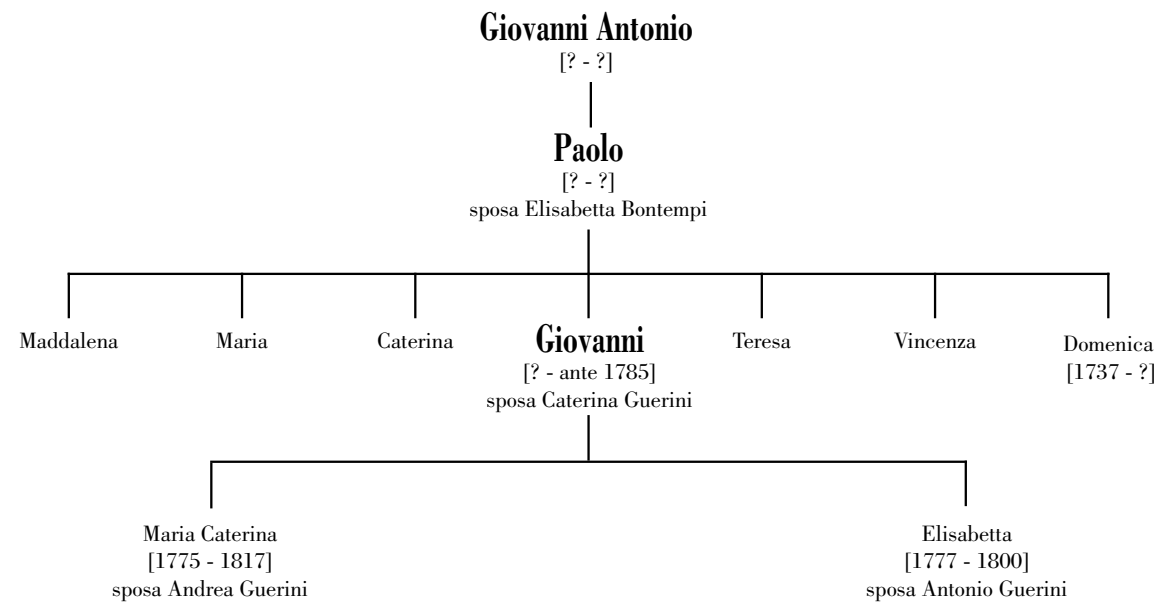 Giovanni Antonio
[? - ?]
Paolo
[? - ?]
sposa Elisabetta Bontempi
Maddalena
Maria
Caterina
Giovanni
[? - ante 1785]
sposa Caterina Guerini
Teresa
Vincenza
Domenica
[1737 - ?]
Maria Caterina
[1775 - 1817]
sposa Andrea Guerini
Elisabetta
[1777 - 1800]
sposa Antonio Guerini